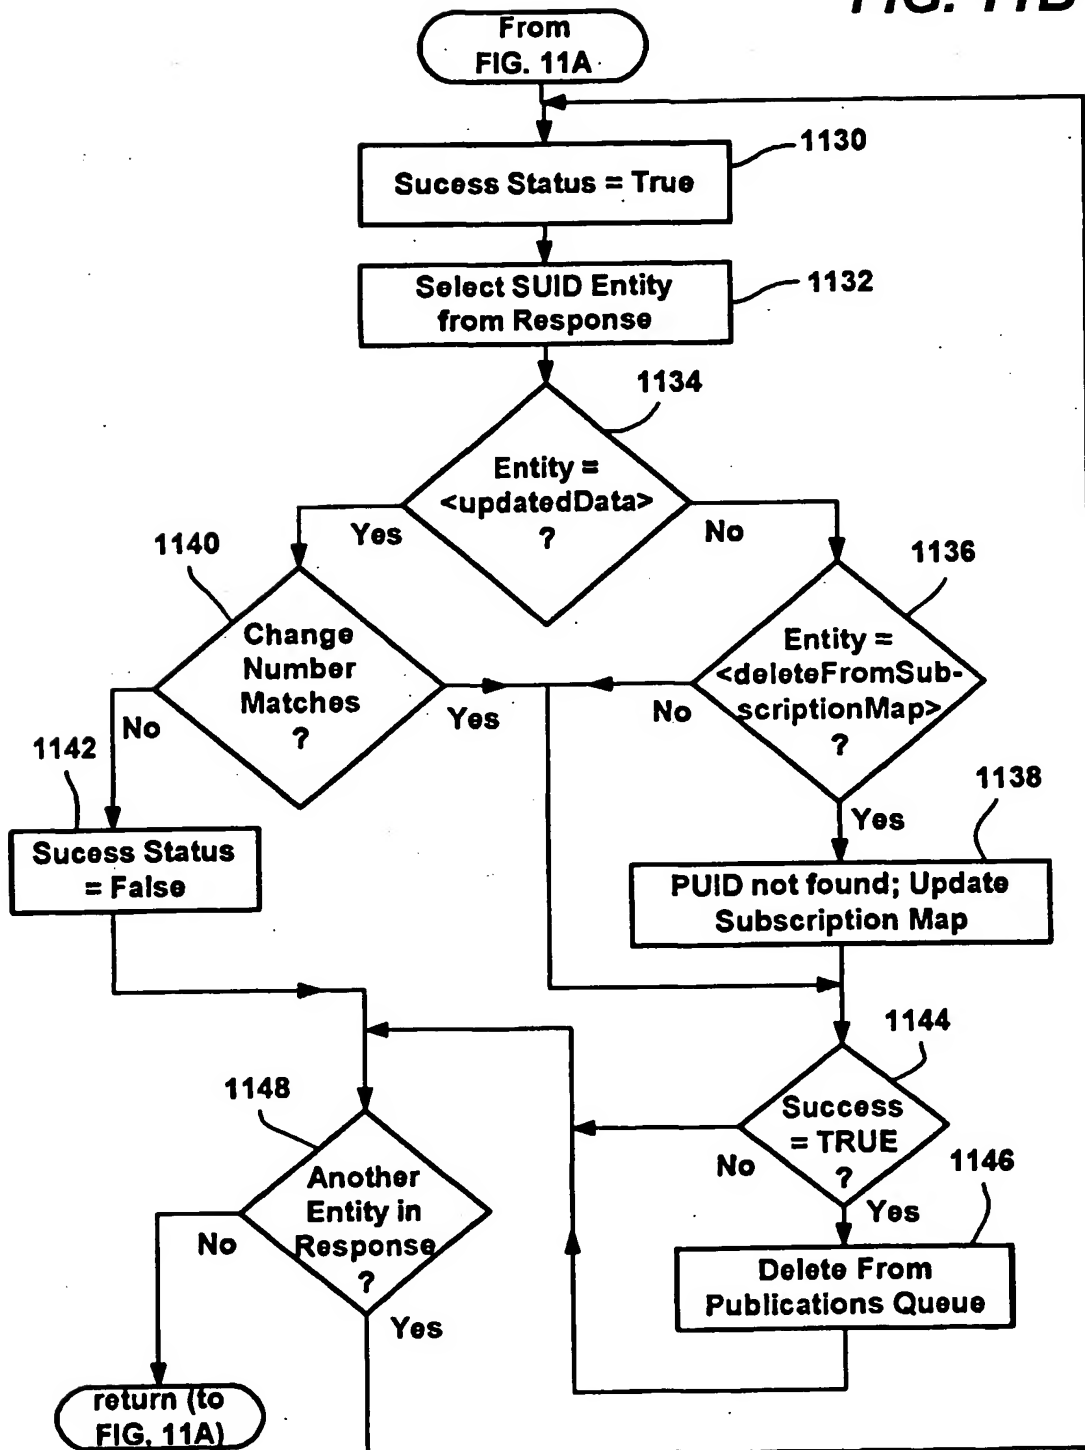 FIG. 11B
From
FIG. 11A
1130
Sucess Status = True
1132
Select SUID Entity
from Response
1134
Entity =
<updatedData>
?
Yes
No
1140
1136
Change
Number
Matches
?
Entity =
<deleteFromSub-
scriptionMap>
?
No
Yes
No
1142
1138
Yes
Sucess Status
= False
PUID not found; Update
Subscription Map
1144
1148
Success
= TRUE
?
No
1146
Yes
Another
Entity in
Response
?
No
Delete From
Publications Queue
Yes
return (to
FIG. 11A)